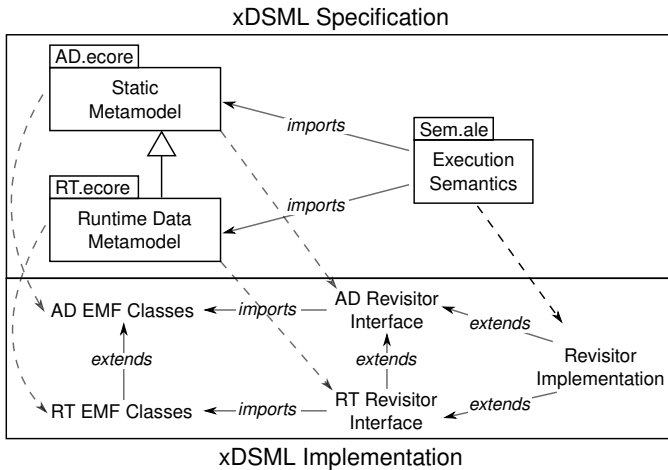 xDSML Specification
AD.ecore
Static
Metamodel
imports
Sem.ale
Execution
Semantics
RT.ecore
imports
Runtime Data
Metamodel
AD EMF Classes
imports
AD Revisitor
Interface
extends
extends
extends
Revisitor
Implementation
RT EMF Classes
imports
RT Revisitor
Interface
extends
xDSML Implementation